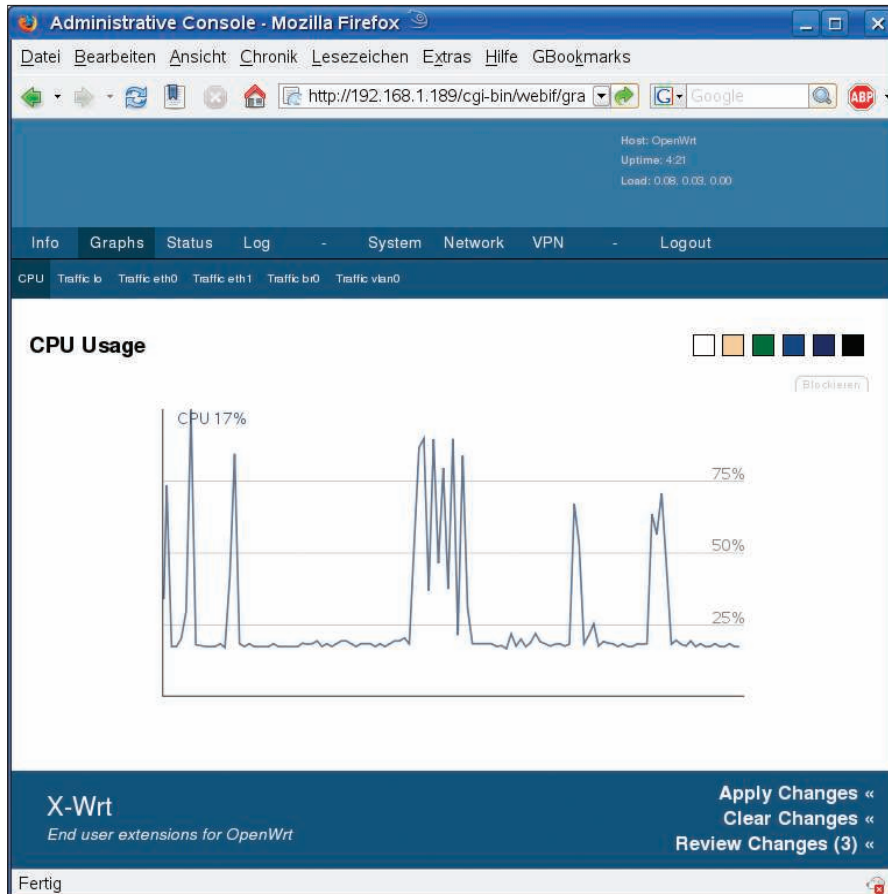 Administrative Console - Mozilla Firefox
Datei Bearbeiten Ansicht Chronik Lesezeichen Extras Hilfe GBookmarks
http://192.168.1.189/cgi-bin/webif/gra G Google ABP
Host: OpenWrt
Uptime: 4:21
Load: 0.08, 0.03, 0.00
Info Graphs Status Log - System Network VPN - Logout
CPU Traffic lo Traffic eth0 Traffic eth1 Traffic br0 Traffic vlan0
CPU Usage
Blockieren
CPU 17%
75%
50%
25%
X-Wrt
End user extensions for OpenWrt
Apply Changes «
Clear Changes «
Review Changes (3) «
Fertig